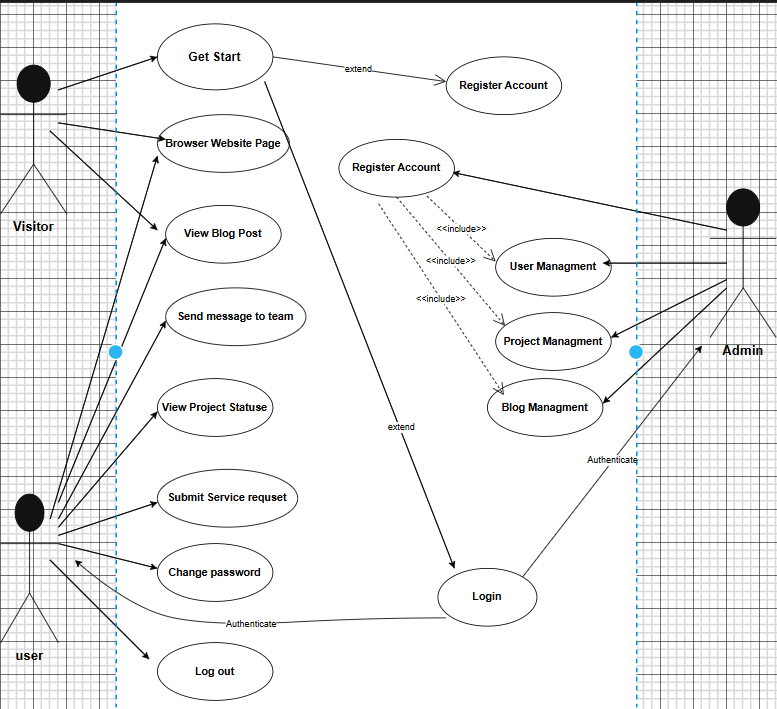 Get Start
extend
Register Account
Browser Website Page
Register Account
Visitor
View Blog Post
<<include>>
<<include>>
User Managment
<<include>>
Send message to team
Project Managment
Admin
View Project Statuse
Blog Managment
extend
Authenticate
Submit Service requset
Change password
Login
Authenticate
user
Log out